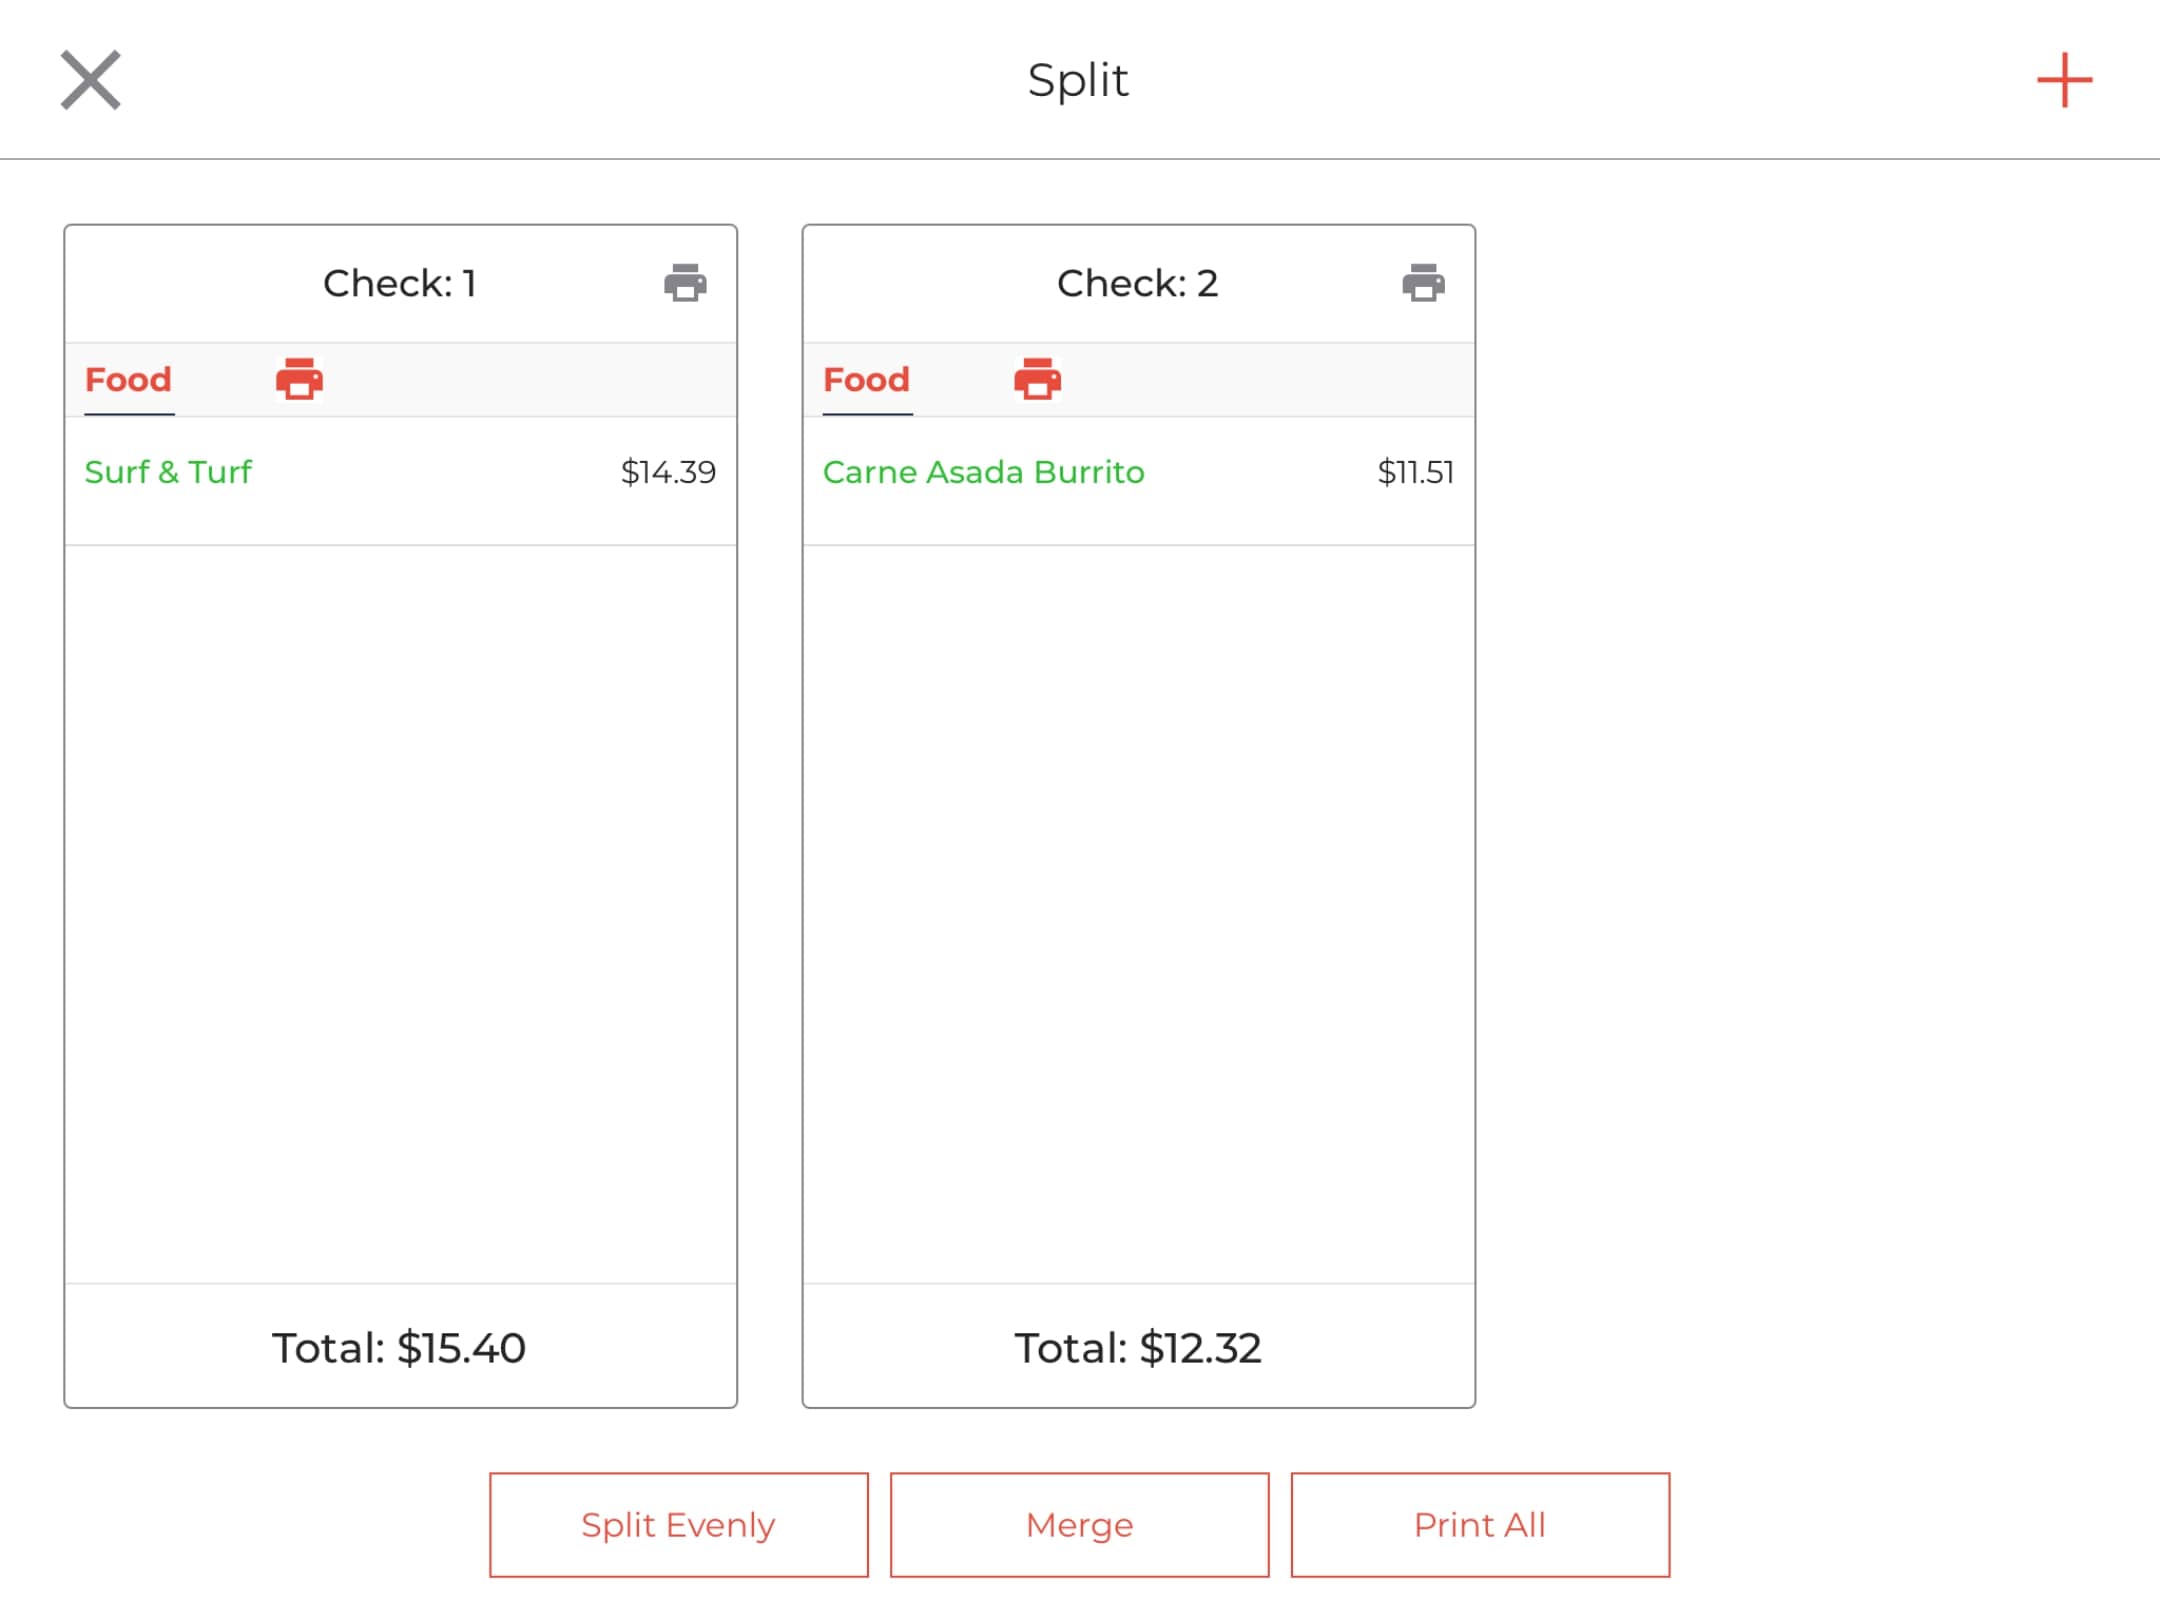 Split
Check: 1
Food
Surf & Turf $14.39
Total: $15.40
Check: 2
Food
Carne Asada Burrito $11.51
Total: $12.32
Split Evenly
Merge
Print All